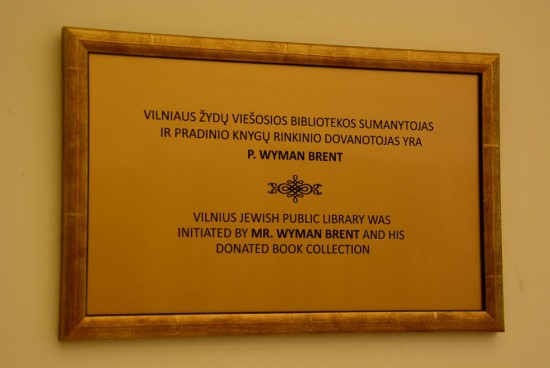 VILNIAUS ŽYDŲ VIEŠOSIOS BIBLIOTEKOS SUMANYTOJAS
IR PRADINIO KNYGŲ RINKINIO DOVANOTOJAS YRA
P. WYMAN BRENT
VILNIUS JEWISH PUBLIC LIBRARY WAS
INITIATED BY MR. WYMAN BRENT AND HIS
DONATED BOOK COLLECTION